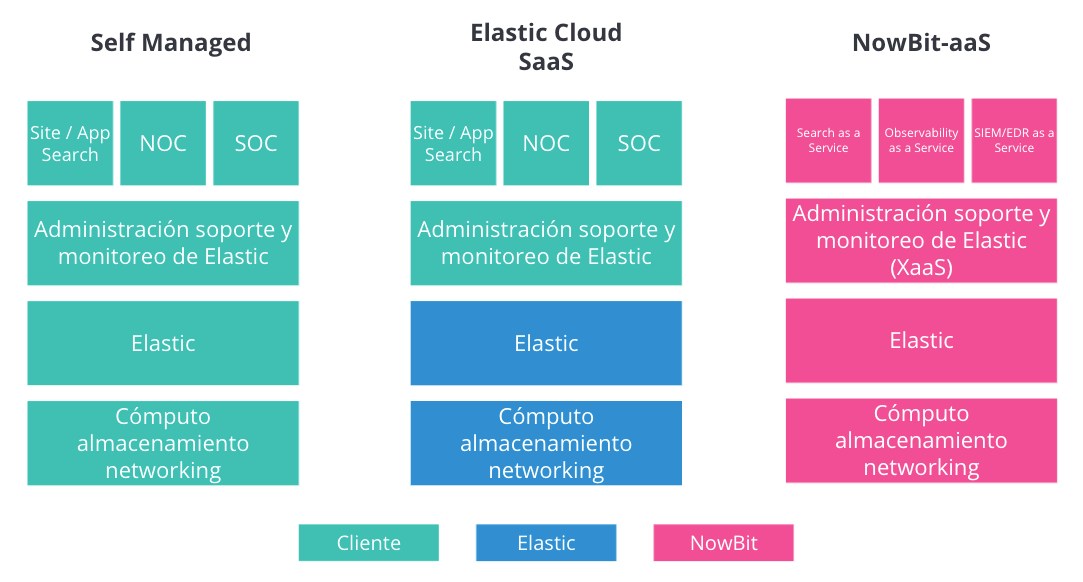 Self Managed
Elastic Cloud
SaaS
NowBit-aaS
Site / App
Search
NOC
SOC
Site / App
Search
NOC
SOC
Search as a
Service
Observability
as a Service
SIEM/EDR as a
Service
Administración soporte y
monitoreo de Elastic
Administración soporte y
monitoreo de Elastic
Administración soporte y
monitoreo de Elastic
(XaaS)
Elastic
Elastic
Elastic
Cómputo
almacenamiento
networking
Cómputo
almacenamiento
networking
Cómputo
almacenamiento
networking
Cliente
Elastic
NowBit